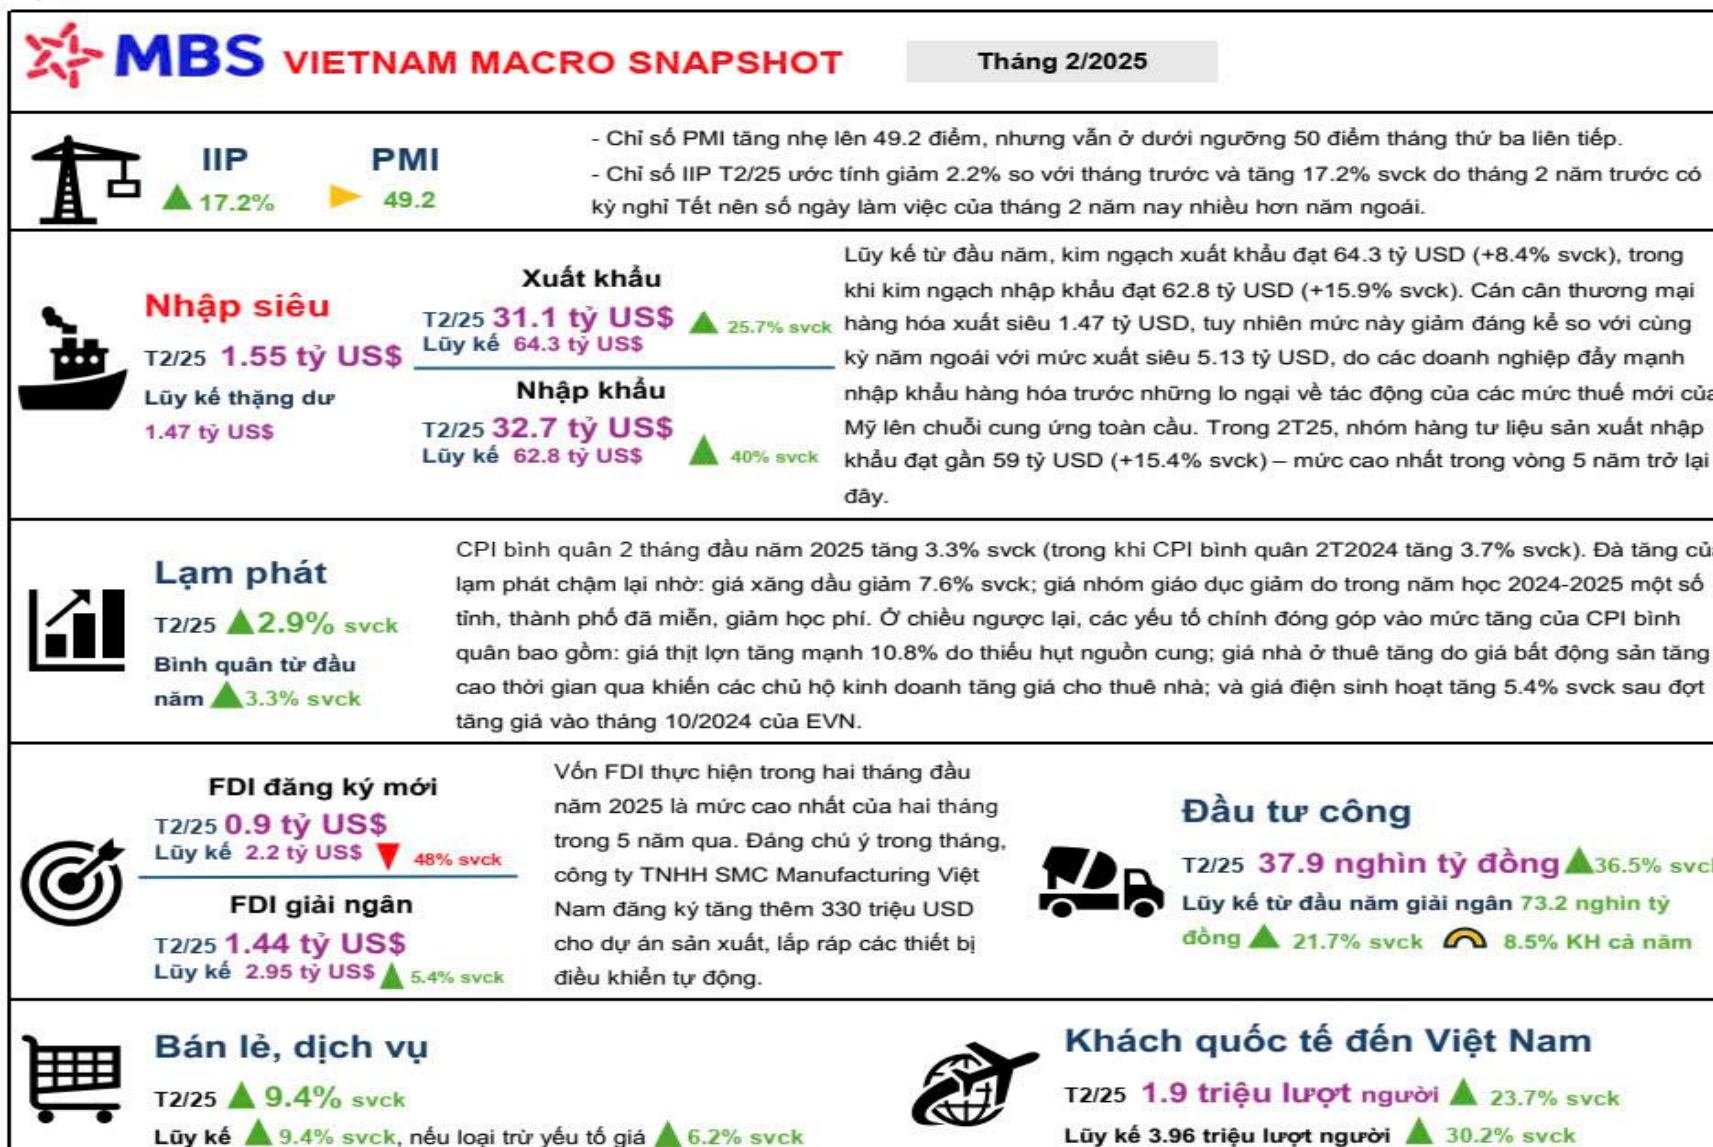 MBS VIETNAM MACRO SNAPSHOT
Tháng 2/2025
IIP
17.2%
PMI
49.2
- Chỉ số PMI tăng nhẹ lên 49.2 điểm, nhưng vẫn ở dưới ngưỡng 50 điểm tháng thứ ba liên tiếp.
- Chỉ số IIP T2/25 ước tính giảm 2.2% so với tháng trước và tăng 17.2% svck do tháng 2 năm trước có
kỳ nghỉ Tết nên số ngày làm việc của tháng 2 năm nay nhiều hơn năm ngoái.
Nhập siêu
T2/25 1.55 tỷ US$
Lũy kế thặng dư
1.47 tỷ US$
Xuất khẩu
T2/25 31.1 tỷ US$ 25.7% svck
Lũy kế 64.3 tỷ US$
Nhập khẩu
T2/25 32.7 tỷ US$
Lũy kế 62.8 tỷ US$ 40% svck
Lũy kế từ đầu năm, kim ngạch xuất khẩu đạt 64.3 tỷ USD (+8.4% svck), trong
khi kim ngạch nhập khẩu đạt 62.8 tỷ USD (+15.9% svck). Cán cân thương mại
hàng hóa xuất siêu 1.47 tỷ USD, tuy nhiên mức này giảm đáng kể so với cùng
kỳ năm ngoái với mức xuất siêu 5.13 tỷ USD, do các doanh nghiệp đẩy mạnh
nhập khẩu hàng hóa trước những lo ngại về tác động của các mức thuế mới của
Mỹ lên chuỗi cung ứng toàn cầu. Trong 2T25, nhóm hàng tư liệu sản xuất nhập
khẩu đạt gần 59 tỷ USD (+15.4% svck) – mức cao nhất trong vòng 5 năm trở lại
đây.
Lạm phát
T2/25 2.9% svck
Bình quân từ đầu
năm 3.3% svck
CPI bình quân 2 tháng đầu năm 2025 tăng 3.3% svck (trong khi CPI bình quân 2T2024 tăng 3.7% svck). Đà tăng của
lạm phát chậm lại nhờ: giá xăng dầu giảm 7.6% svck; giá nhóm giáo dục giảm do trong năm học 2024-2025 một số
tỉnh, thành phố đã miễn, giảm học phí. Ở chiều ngược lại, các yếu tố chính đóng góp vào mức tăng của CPI bình
quân bao gồm: giá thịt lợn tăng mạnh 10.8% do thiếu hụt nguồn cung; giá nhà ở thuê tăng do giá bất động sản tăng
cao thời gian qua khiến các chủ hộ kinh doanh tăng giá cho thuê nhà; và giá điện sinh hoạt tăng 5.4% svck sau đợt
tăng giá vào tháng 10/2024 của EVN.
FDI đăng ký mới
T2/25 0.9 tỷ US$
Lũy kế 2.2 tỷ US$ 48% svck
FDI giải ngân
T2/25 1.44 tỷ US$
Lũy kế 2.95 tỷ US$ 5.4% svck
Vốn FDI thực hiện trong hai tháng đầu
năm 2025 là mức cao nhất của hai tháng
trong 5 năm qua. Đáng chú ý trong tháng,
công ty TNHH SMC Manufacturing Việt
Nam đăng ký tăng thêm 330 triệu USD
cho dự án sản xuất, lắp ráp các thiết bị
điều khiển tự động.
Đầu tư công
T2/25 37.9 nghìn tỷ đồng 36.5% svck
Lũy kế từ đầu năm giải ngân 73.2 nghìn tỷ
đồng 21.7% svck 8.5% KH cả năm
Bán lẻ, dịch vụ
T2/25 9.4% svck
Lũy kế 9.4% svck, nếu loại trừ yếu tố giá 6.2% svck
Khách quốc tế đến Việt Nam
T2/25 1.9 triệu lượt người 23.7% svck
Lũy kế 3.96 triệu lượt người 30.2% svck